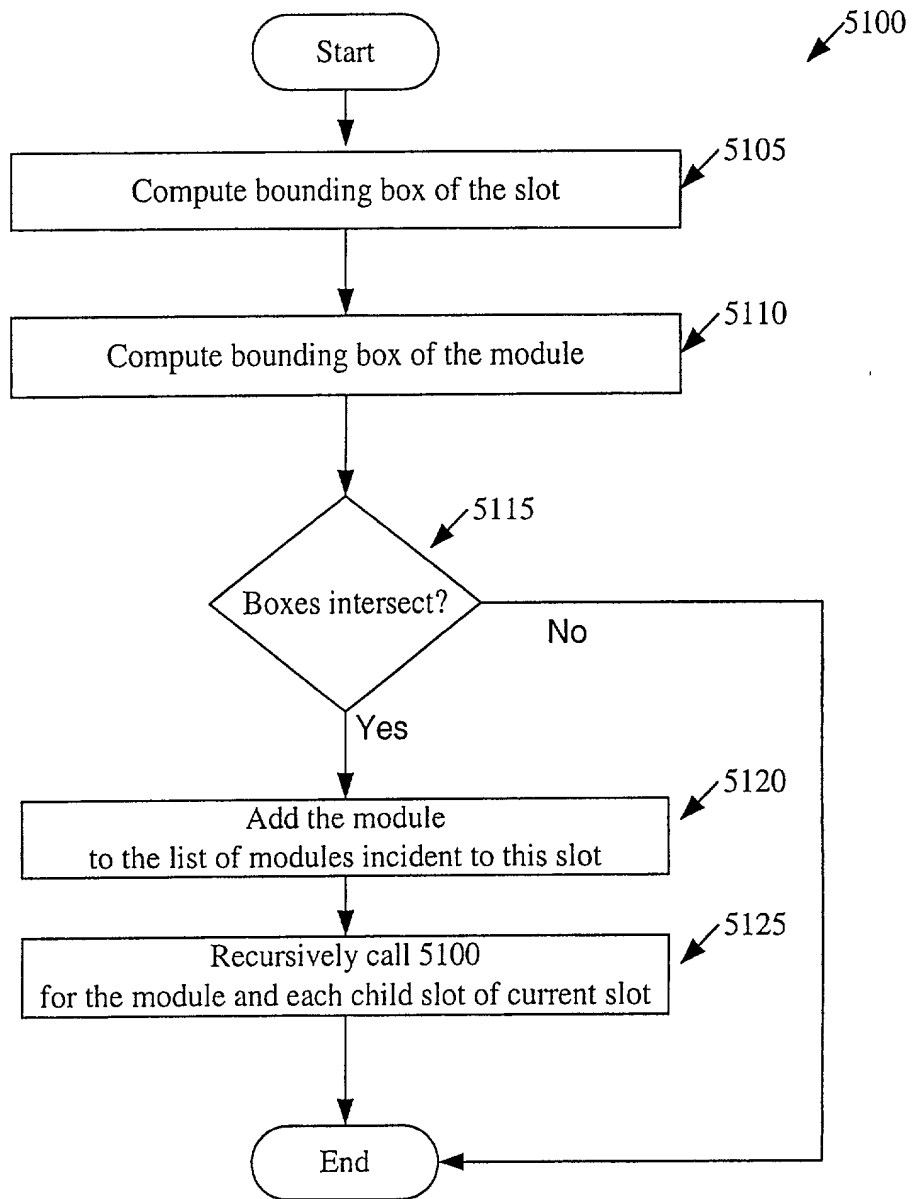 5100
Start
5105
Compute bounding box of the slot
5110
Compute bounding box of the module
5115
Boxes intersect?
No
Yes
5120
Add the module
to the list of modules incident to this slot
5125
Recursively call 5100
for the module and each child slot of current slot
End